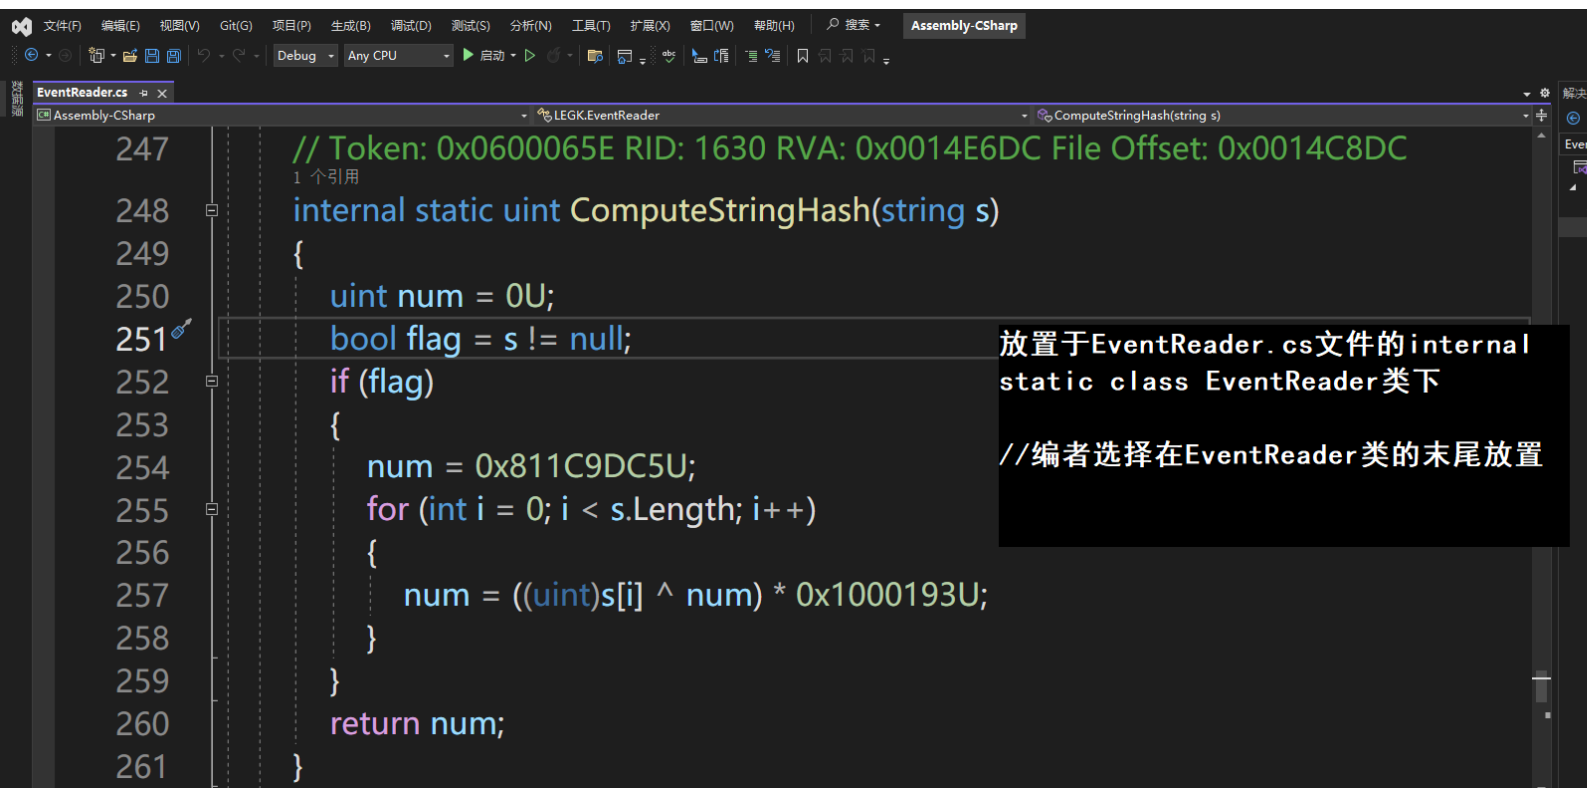 文件(F) 编辑(E) 视图(V) Git(G) 项目(P) 生成(B) 调试(D) 测试(S) 分析(N) 工具(T) 扩展(X) 窗口(W) 帮助(H) 搜索 Assembly-CSharp
Debug Any CPU 启动
数据源
EventReader.cs
解决
Assembly-CSharp LEGK.EventReader ComputeStringHash(string s)
247 // Token: 0x0600065E RID: 1630 RVA: 0x0014E6DC File Offset: 0x0014C8DC
1 个引用
248 internal static uint ComputeStringHash(string s)
249 {
250 uint num = 0U;
251 bool flag = s != null;
252 if (flag)
253 {
254 num = 0x811C9DC5U;
255 for (int i = 0; i < s.Length; i++)
256 {
257 num = ((uint)s[i] ^ num) * 0x1000193U;
258 }
259 }
260 return num;
261 }
放置于EventReader.cs文件的internal
static class EventReader类下
//编者选择在EventReader类的末尾放置